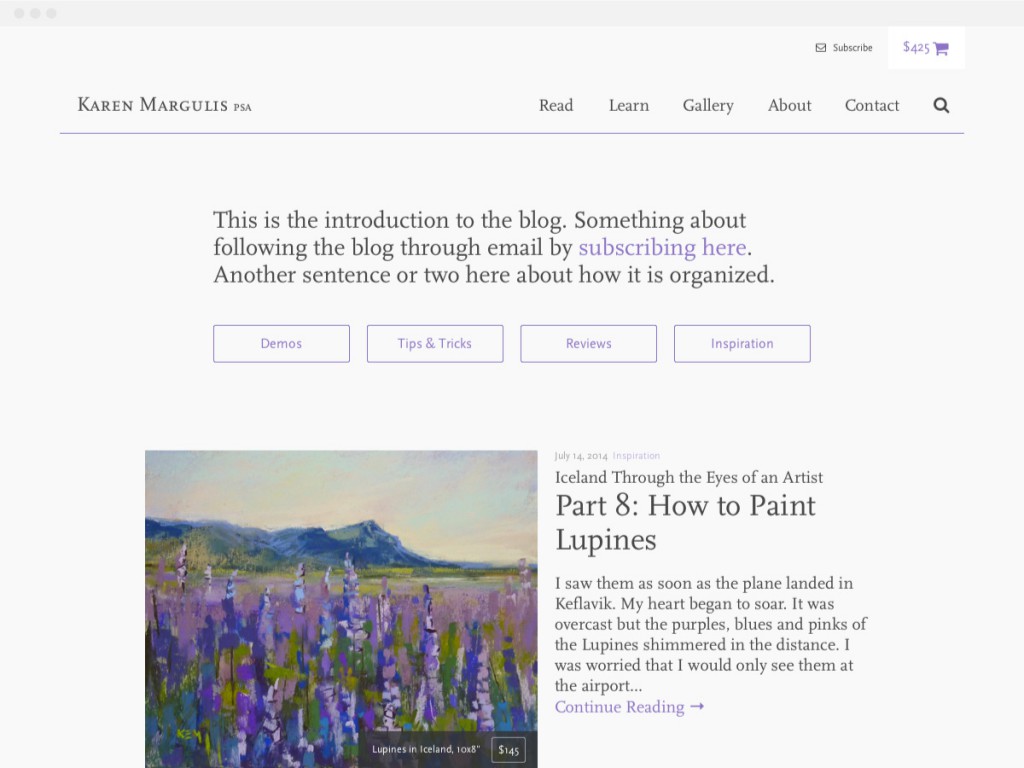 Subscribe
$425
Karen Margulis PSA
Read Learn Gallery About Contact
This is the introduction to the blog. Something about
following the blog through email by subscribing here.
Another sentence or two here about how it is organized.
Demos Tips & Tricks Reviews Inspiration
July 14, 2014 Inspiration
Iceland Through the Eyes of an Artist
Part 8: How to Paint
Lupines
I saw them as soon as the plane landed in
Keflavik. My heart began to soar. It was
overcast but the purples, blues and pinks of
the Lupines shimmered in the distance. I
was worried that I would only see them at
the airport...
Continue Reading →
KEM
Lupines in Iceland, 10x8" $145